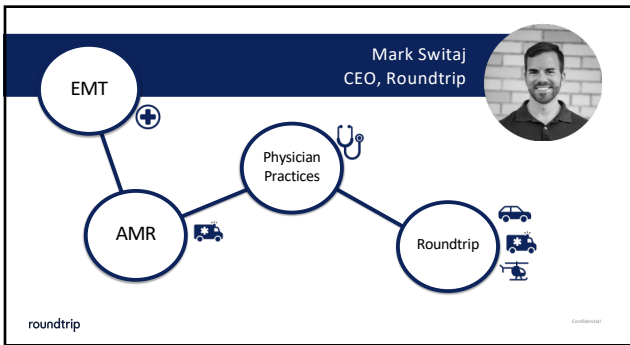 Mark Switaj
CEO, Roundtrip
EMT
Physician
Practices
AMR
Roundtrip
roundtrip
Confidential